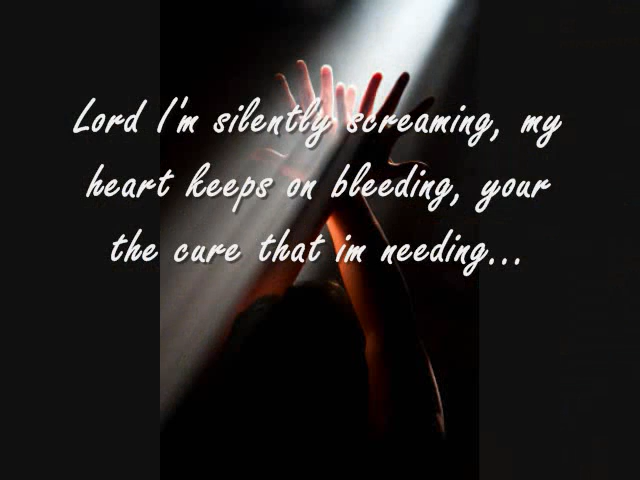 Lord I'm silently screaming, my
heart keeps on bleeding, your
the cure that im needing...